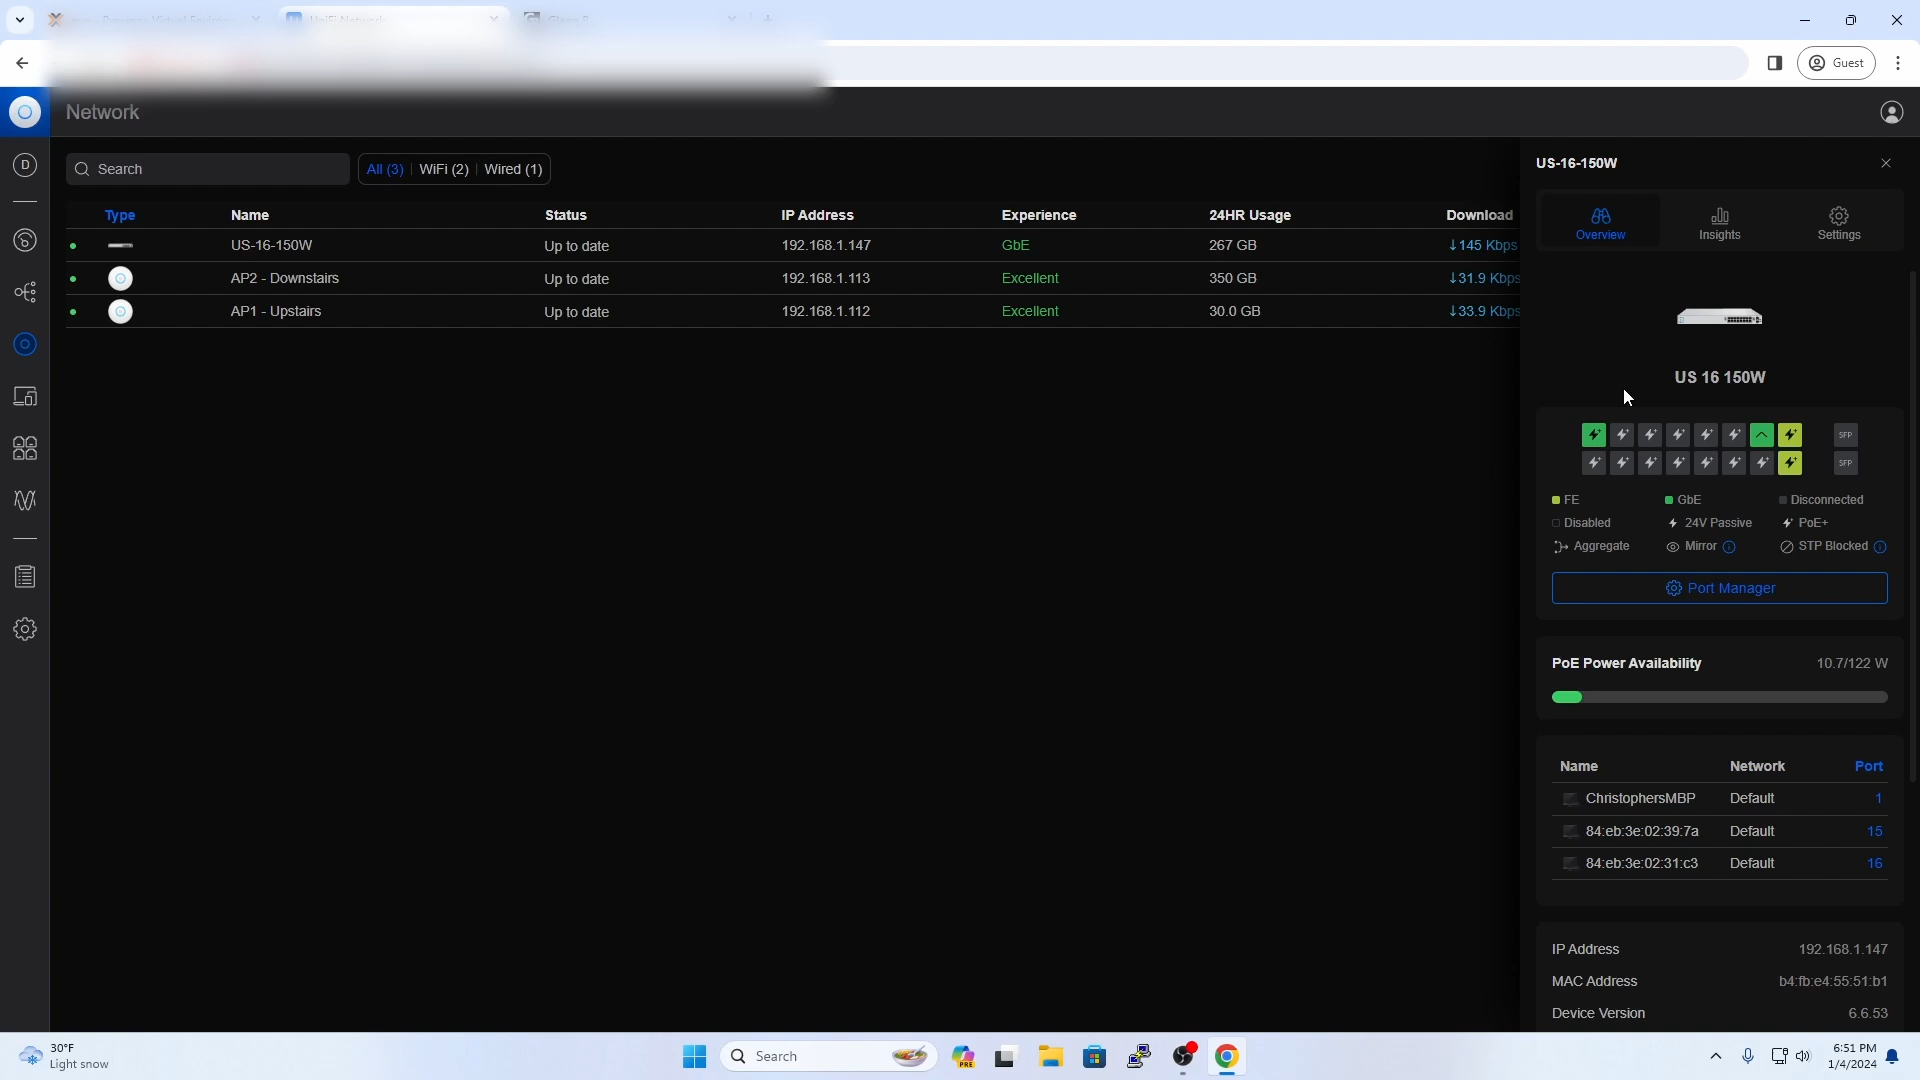 Guest
Network
D
Search
All (3) WiFi (2) Wired (1)
Type Name Status IP Address Experience 24HR Usage Download
US-16-150W Up to date 192.168.1.147 GbE 267 GB ↓145 Kbps
AP2 - Downstairs Up to date 192.168.1.113 Excellent 350 GB ↓31.9 Kbps
AP1 - Upstairs Up to date 192.168.1.112 Excellent 30.0 GB ↓33.9 Kbps
US-16-150W
Overview Insights Settings
US 16 150W
SFP
SFP
FE GbE Disconnected
Disabled 24V Passive PoE+
Aggregate Mirror STP Blocked
Port Manager
PoE Power Availability 10.7/122 W
Name Network Port
ChristophersMBP Default 1
84:eb:3e:02:39:7a Default 15
84:eb:3e:02:31:c3 Default 16
IP Address 192.168.1.147
MAC Address b4:fb:e4:55:51:b1
Device Version 6.6.53
30°F
Light snow
Search
PRE
6:51 PM
1/4/2024